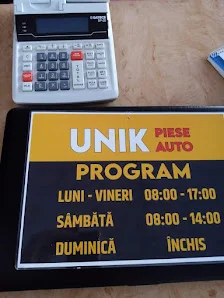 UNIK PIESE AUTO
PROGRAM
LUNI - VINERI 08:00 - 17:00
SÂMBĂTĂ 08:00 - 14:00
DUMINICĂ ÎNCHIS